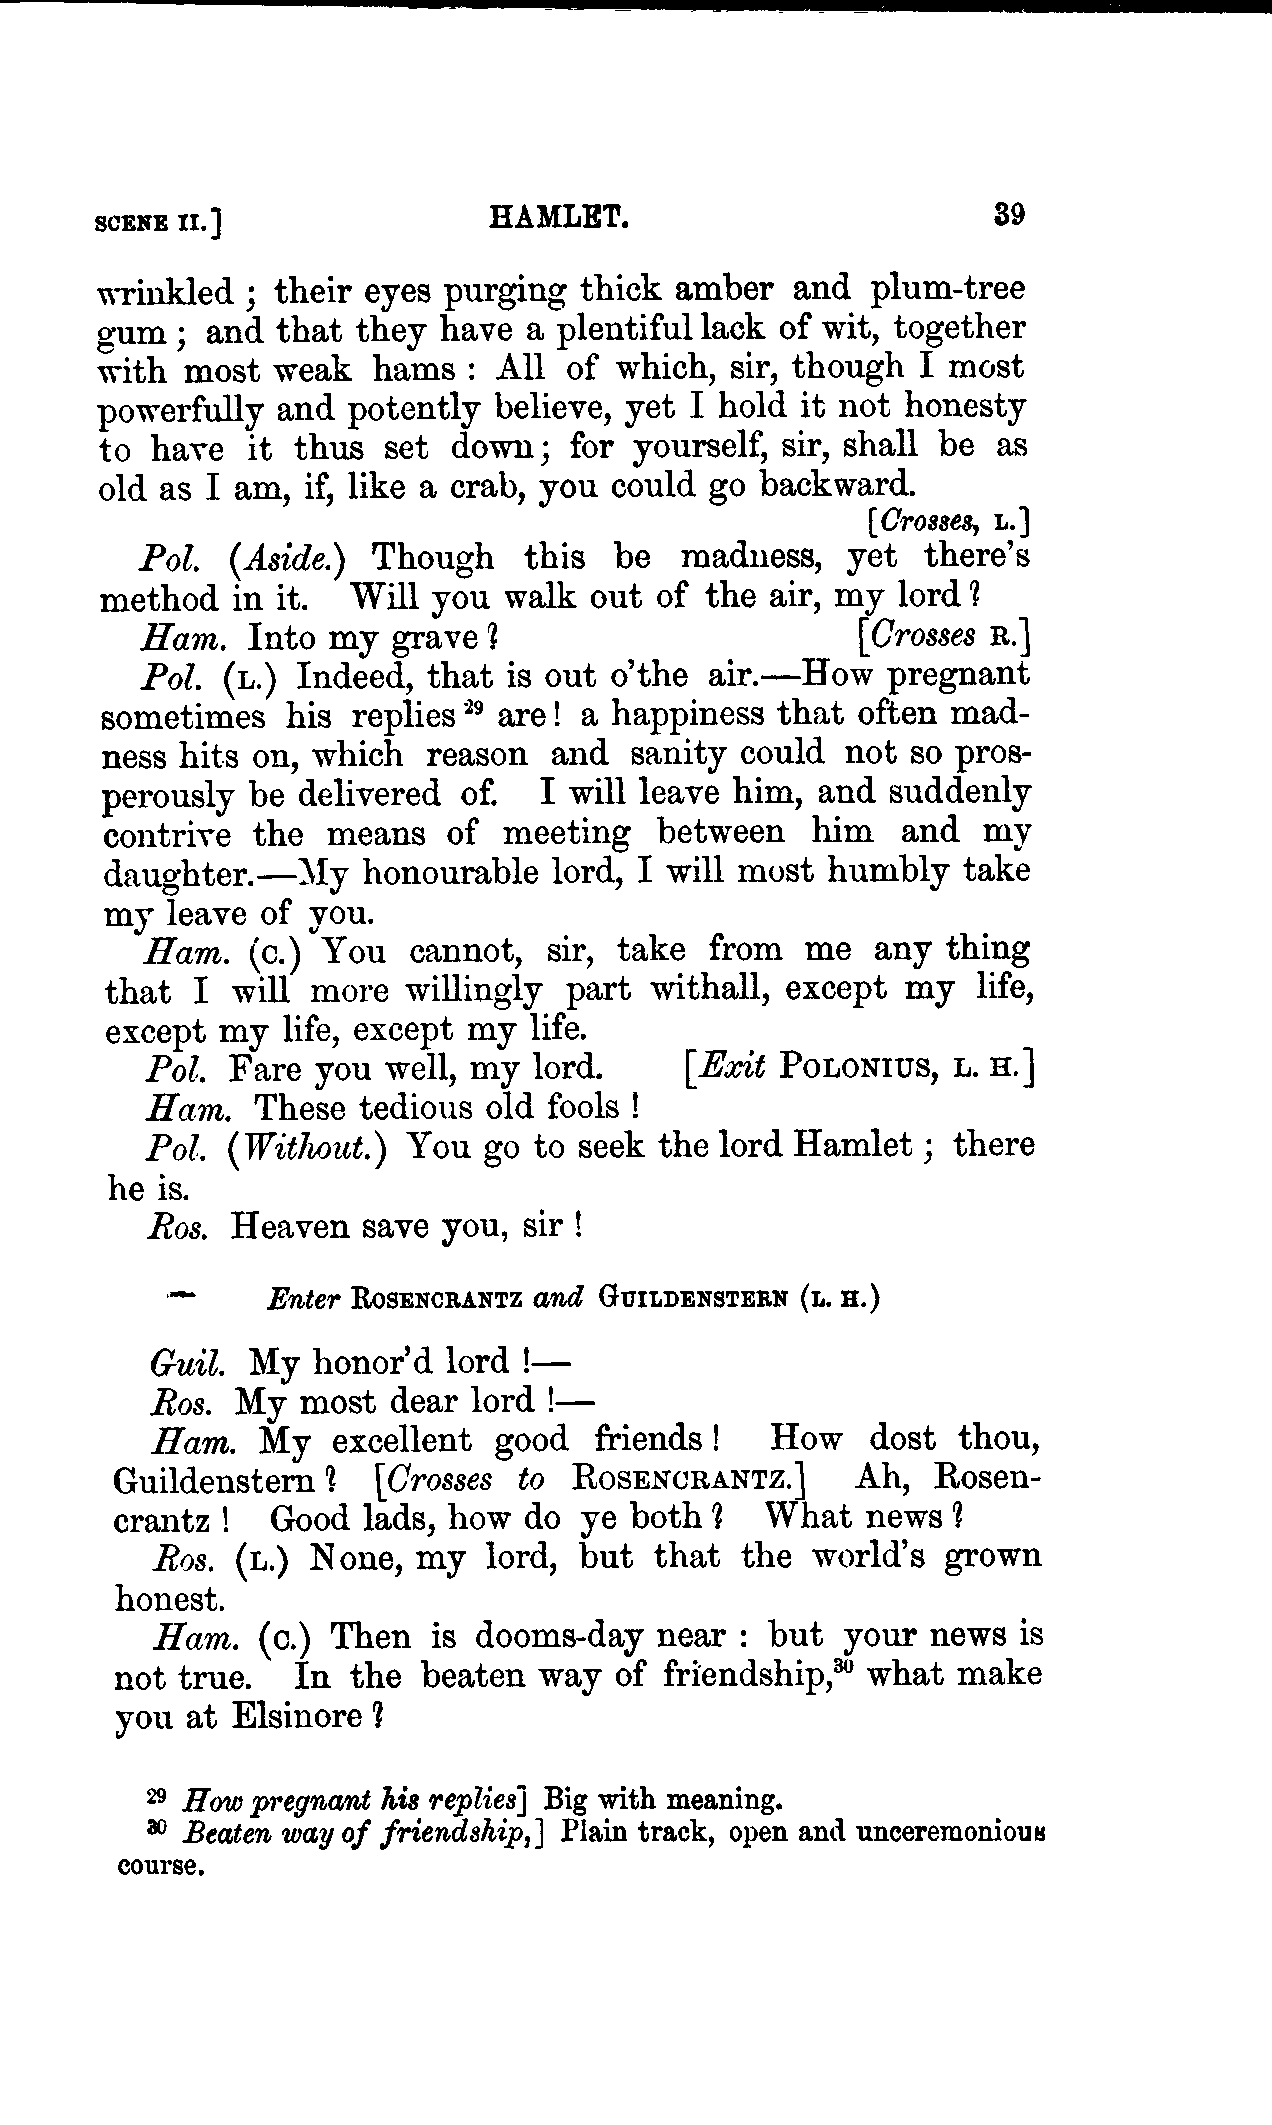 SCENE II.] HAMLET. 39
wrinkled ; their eyes purging thick amber and plum-tree
gum ; and that they have a plentiful lack of wit, together
with most weak hams : All of which, sir, though I most
powerfully and potently believe, yet I hold it not honesty
to have it thus set down ; for yourself, sir, shall be as
old as I am, if, like a crab, you could go backward.
[Crosses, L.]
Pol. (Aside.) Though this be madness, yet there's
method in it. Will you walk out of the air, my lord ?
Ham. Into my grave ? [Crosses R.]
Pol. (L.) Indeed, that is out o'the air.—How pregnant
sometimes his replies 29 are ! a happiness that often mad-
ness hits on, which reason and sanity could not so pros-
perously be delivered of. I will leave him, and suddenly
contrive the means of meeting between him and my
daughter.—My honourable lord, I will most humbly take
my leave of you.
Ham. (C.) You cannot, sir, take from me any thing
that I will more willingly part withall, except my life,
except my life, except my life.
Pol. Fare you well, my lord. [Exit POLONIUS, L. H.]
Ham. These tedious old fools !
Pol. (Without.) You go to seek the lord Hamlet ; there
he is.
Ros. Heaven save you, sir !
Enter ROSENCRANTZ and GUILDENSTERN (L. H.)
Guil. My honor'd lord !—
Ros. My most dear lord !—
Ham. My excellent good friends ! How dost thou,
Guildenstern ? [Crosses to ROSENCRANTZ.] Ah, Rosen-
crantz ! Good lads, how do ye both ? What news ?
Ros. (L.) None, my lord, but that the world's grown
honest.
Ham. (C.) Then is dooms-day near : but your news is
not true. In the beaten way of friendship,30 what make
you at Elsinore ?
29 How pregnant his replies] Big with meaning.
30 Beaten way of friendship,] Plain track, open and unceremonious
course.